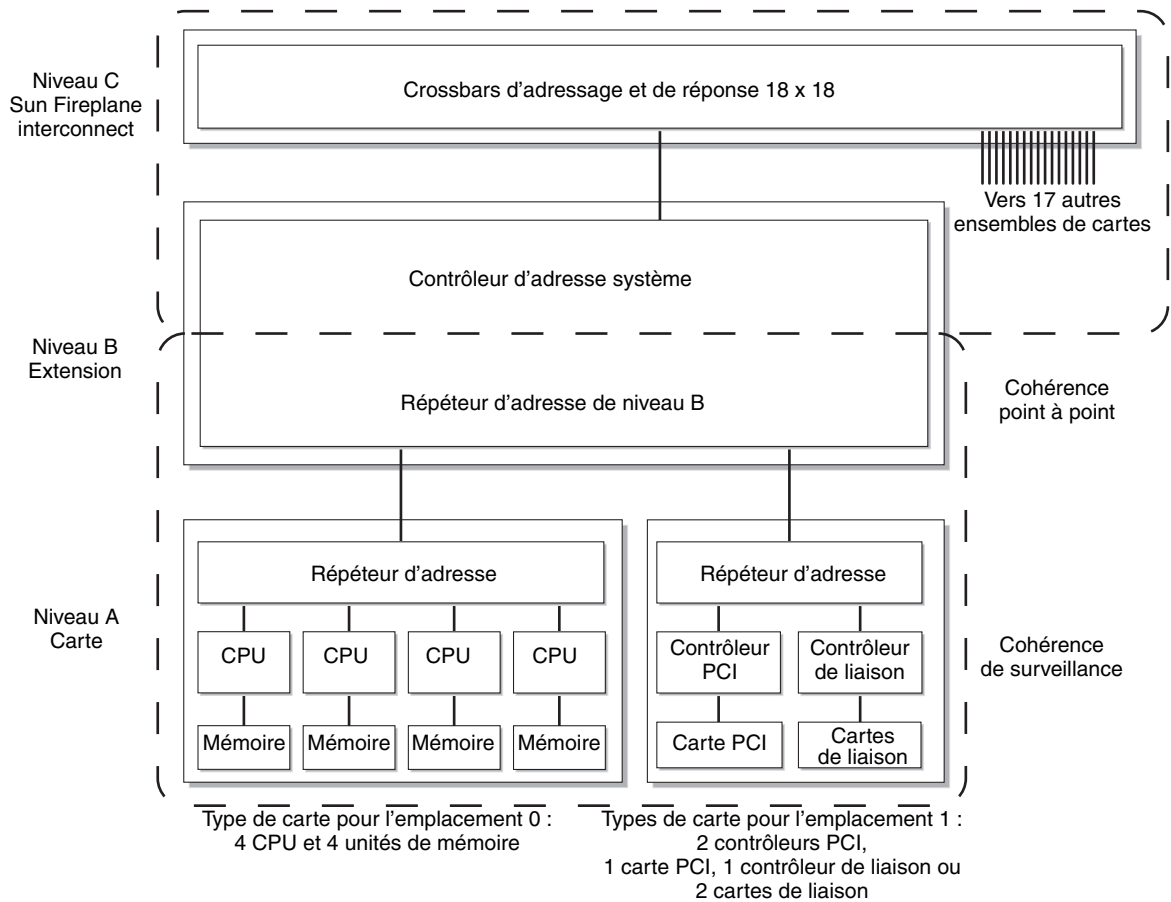 Niveau C
Sun Fireplane
interconnect
Crossbars d'adressage et de réponse 18 x 18
Vers 17 autres
ensembles de cartes
Contrôleur d'adresse système
Niveau B
Extension
Répéteur d'adresse de niveau B
Cohérence
point à point
Répéteur d'adresse
Répéteur d'adresse
Niveau A
Carte
CPU
CPU
CPU
CPU
Contrôleur
PCI
Contrôleur
de liaison
Cohérence
de surveillance
Mémoire
Mémoire
Mémoire
Mémoire
Carte PCI
Cartes
de liaison
Type de carte pour l'emplacement 0 :
4 CPU et 4 unités de mémoire
Types de carte pour l'emplacement 1 :
2 contrôleurs PCI,
1 carte PCI, 1 contrôleur de liaison ou
2 cartes de liaison